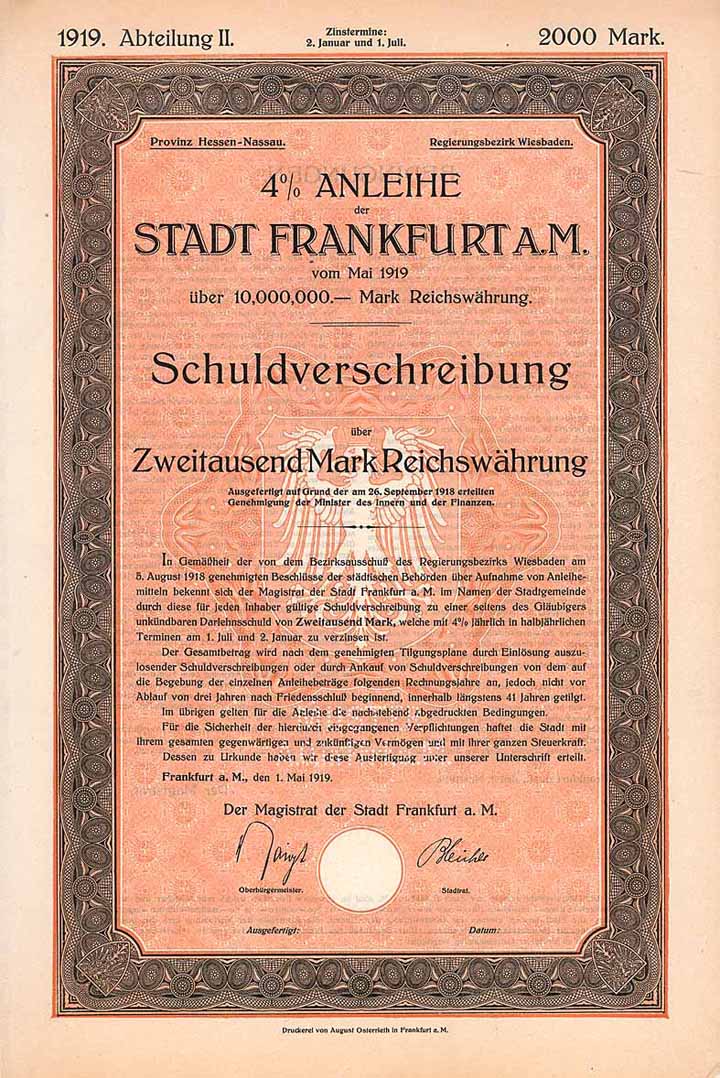 1919. Abteilung II.
Zinstermine:
2. Januar und 1. Juli.
2000 Mark.
Provinz Hessen-Nassau.
Regierungsbezirk Wiesbaden.
4% ANLEIHE
der
STADT FRANKFURT A.M.
vom Mai 1919
über 10,000,000.— Mark Reichswährung.
Schuldverschreibung
über
Zweitausend Mark Reichswährung
Ausgefertigt auf Grund der am 26. September 1918 erteilten
Genehmigung der Minister des Innern und der Finanzen.
In Gemäßheit der von dem Bezirksausschuß des Regierungsbezirks Wiesbaden am
5. August 1918 genehmigten Beschlüsse der städtischen Behörden über Aufnahme von Anleihe-
mitteln bekennt sich der Magistrat der Stadt Frankfurt a. M. im Namen der Stadtgemeinde
durch diese für jeden Inhaber gültige Schuldverschreibung zu einer seitens des Gläubigers
unkündbaren Darlehnsschuld von Zweitausend Mark, welche mit 4% jährlich in halbjährlichen
Terminen am 1. Juli und 2. Januar zu verzinsen ist.
Der Gesamtbetrag wird nach dem genehmigten Tilgungsplane durch Einlösung auszu-
losender Schuldverschreibungen oder durch Ankauf von Schuldverschreibungen von dem auf
die Begebung der einzelnen Anleihebeträge folgenden Rechnungsjahre an, jedoch nicht vor
Ablauf von drei Jahren nach Friedensschluß beginnend, innerhalb längstens 41 Jahren getilgt.
Im übrigen gelten für die Anleihe die nachstehend abgedruckten Bedingungen.
Für die Sicherheit der hierdurch eingegangenen Verpflichtungen haftet die Stadt mit
ihrem gesamten gegenwärtigen und zukünftigen Vermögen und mit ihrer ganzen Steuerkraft.
Dessen zu Urkunde haben wir diese Ausfertigung unter unserer Unterschrift erteilt.
Frankfurt a. M., den 1. Mai 1919.
Der Magistrat der Stadt Frankfurt a. M.
Oberbürgermeister.
Stadtrat.
Ausgefertigt:
Datum:
Druckerei von August Osterrieth in Frankfurt a. M.